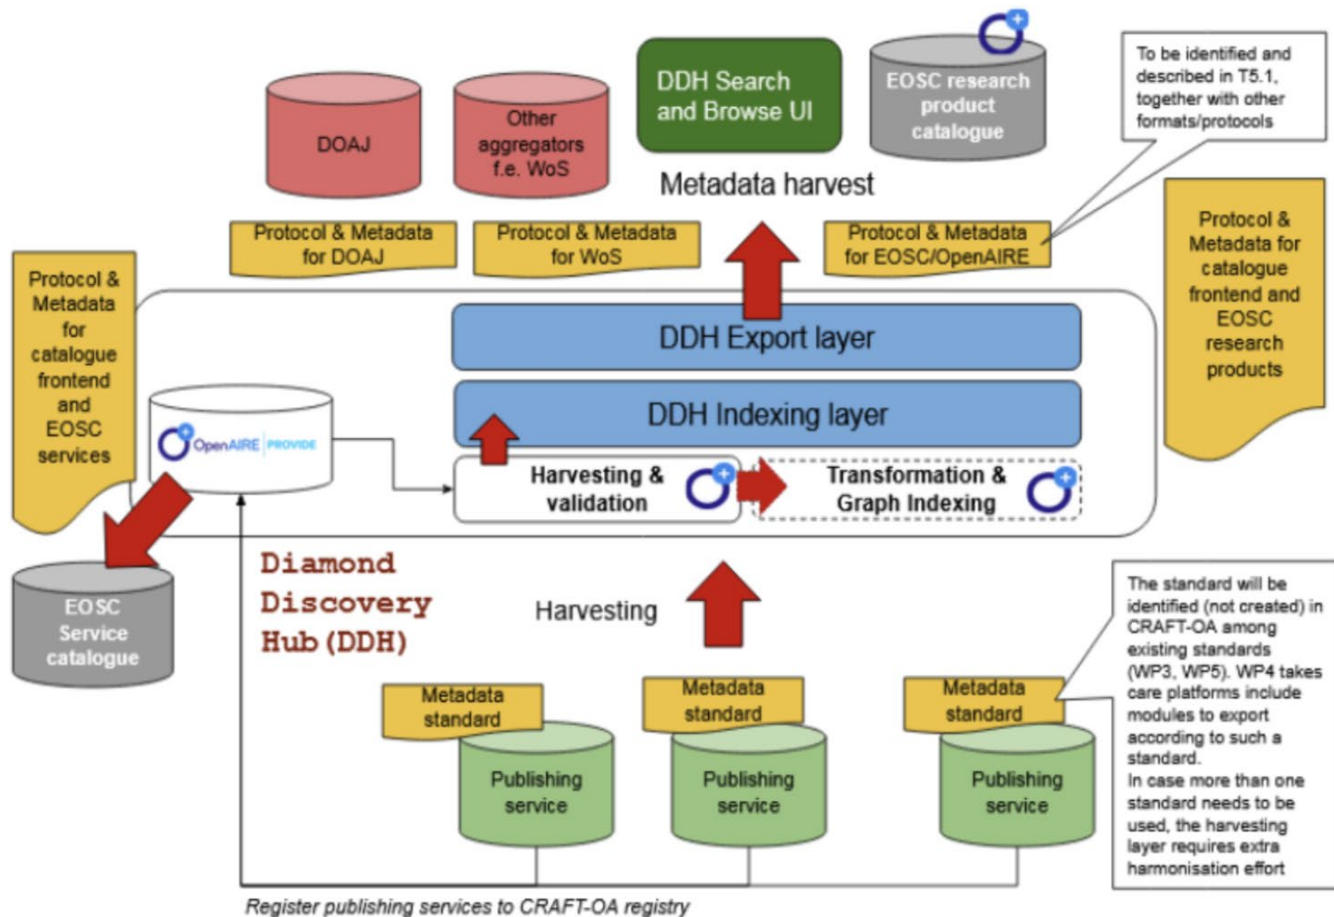 DOAJ
Other
aggregators
f.e. WoS
DDH Search
and Browse UI
EOSC research
product
catalogue
To be identified and
described in T5.1,
together with other
formats/protocols
Metadata harvest
Protocol & Metadata
for DOAJ
Protocol & Metadata
for WoS
Protocol & Metadata
for EOSC/OpenAIRE
Protocol &
Metadata for
catalogue
frontend and
EOSC
research
products
Protocol &
Metadata
for
catalogue
frontend
and
EOSC
services
DDH Export layer
DDH Indexing layer
OpenAIRE | PROVIDE
Harvesting &
validation
Transformation &
Graph Indexing
Diamond
Discovery
Hub(DDH)
Harvesting
EOSC
Service
catalogue
Metadata
standard
Publishing
service
Metadata
standard
Publishing
service
Metadata
standard
Publishing
service
The standard will be
identified (not created) in
CRAFT-OA among
existing standards
(WP3, WP5). WP4 takes
care platforms include
modules to export
according to such a
standard.
In case more than one
standard needs to be
used, the harvesting
layer requires extra
harmonisation effort
Register publishing services to CRAFT-OA registry